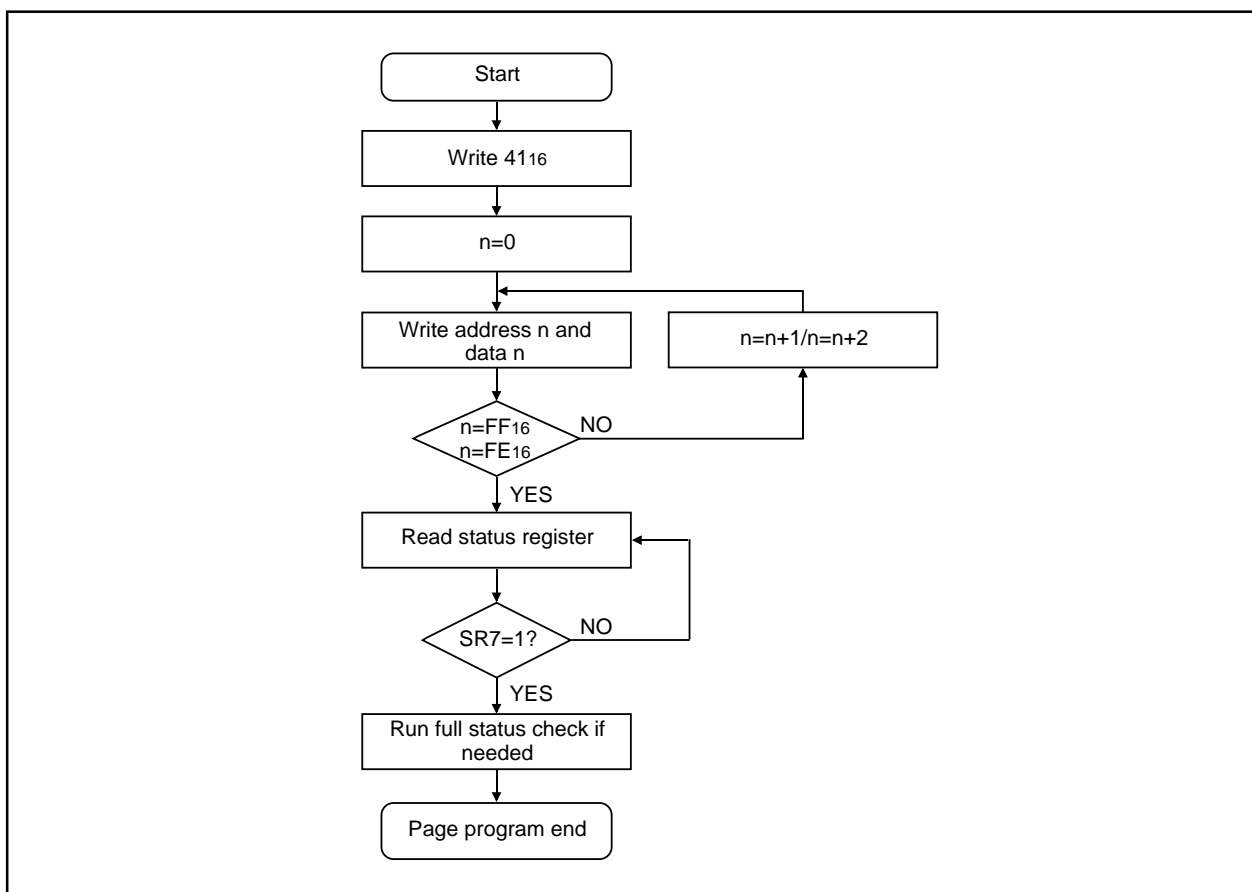 Start
Write 4116
n=0
Write address n and
data n
n=n+1/n=n+2
n=FF16
n=FE16
NO
YES
Read status register
SR7=1?
NO
YES
Run full status check if
needed
Page program end